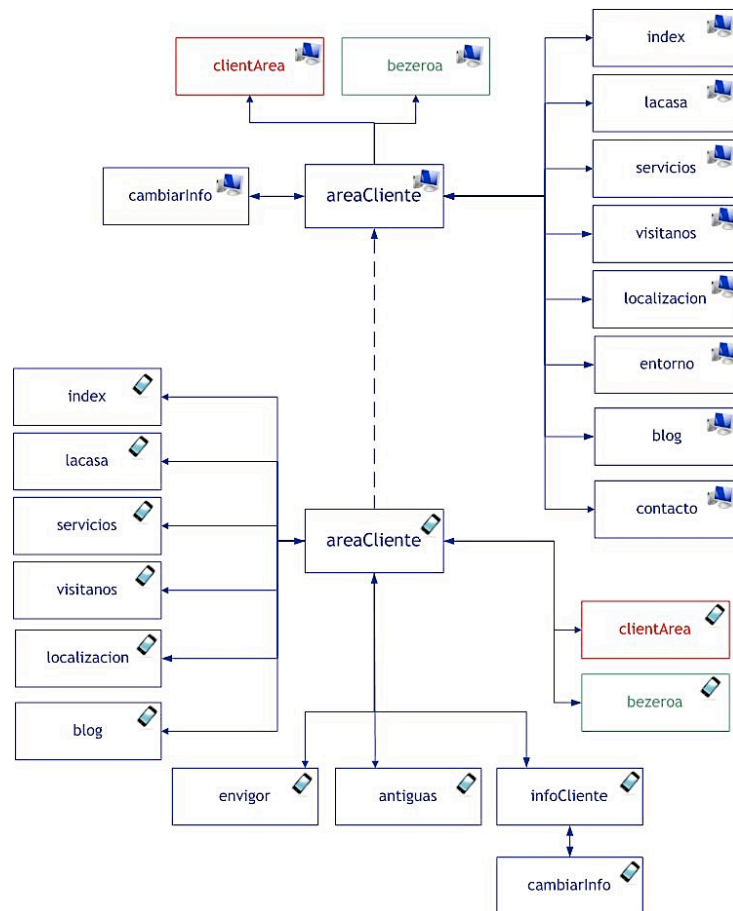 index
clientArea
bezeroa
lacasa
servicios
cambiarInfo
areaCliente
visitanos
localizacion
entorno
blog
contacto
index
lacasa
servicios
areaCliente
visitanos
localizacion
blog
clientArea
bezeroa
envigor
antiguas
infoCliente
cambiarInfo